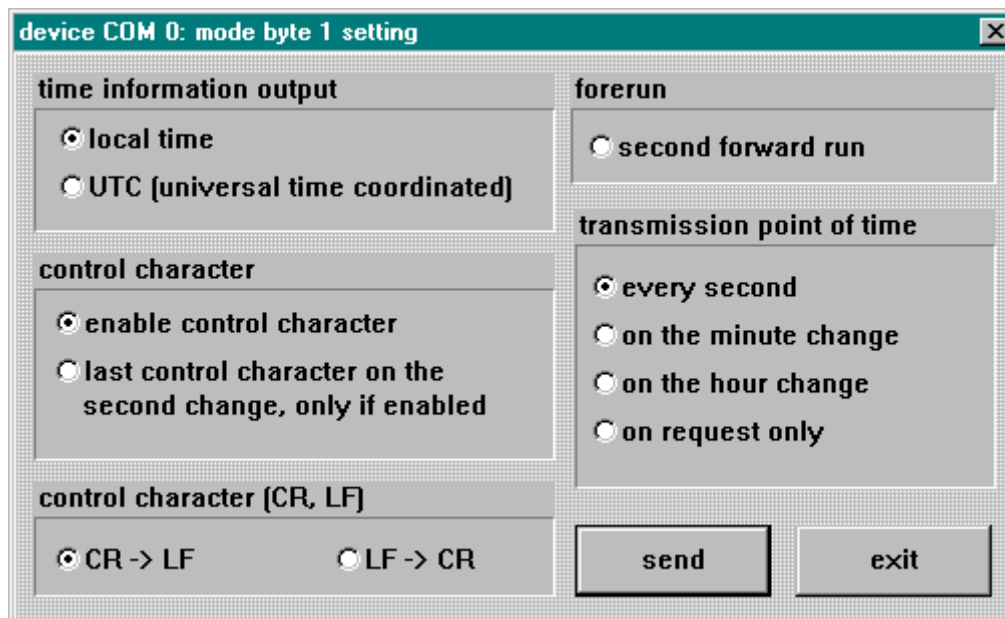 device COM 0: mode byte 1 setting
time information output
local time
UTC (universal time coordinated)
control character
enable control character
last control character on the
second change, only if enabled
control character (CR, LF)
CR -> LF
LF -> CR
forerun
second forward run
transmission point of time
every second
on the minute change
on the hour change
on request only
send
exit